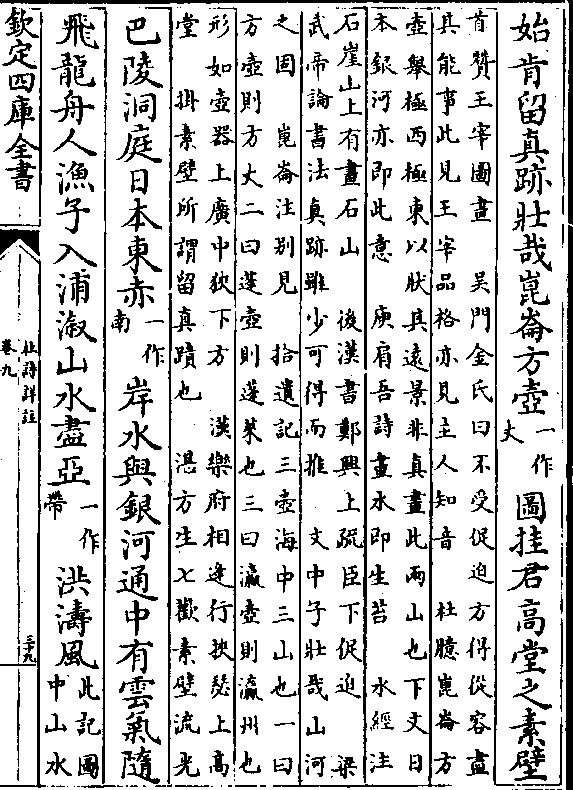 始肯留真跡壯哉崑崙方壺一作丈圖挂君高堂之素壁
首贊王宰圖畫　吳門金氏曰不受促迫方得從容盡
其能事此見王宰品格亦見主人知音　杜臆崑崙方
壺舉極西極東以狀其遠景非真畫此兩山也下文日
本銀河亦即此意　庾肩吾詩畫水即生苔　水經注
石崖山上有畫石山　後漢書鄭興上疏臣下促迫　梁
武帝論書法真跡雖少可得而推　文中子壯哉山河
之固　崑崙注别見　拾遺記三壺海中三山也一曰
方壺則方丈二曰蓬壺則蓬萊也三曰瀛壺則瀛州也
形如壺器上廣中狹下方　漢樂府相逢行挾瑟上高
堂　掛素壁所謂留真蹟也　湛方生七歡素壁流光
巴陵洞庭日本東赤一作南岸水與銀河通中有雲氣隨
飛龍舟人漁子入浦溆山水盡亞一作帶洪濤風此記圖中山水
欽定四庫全書
杜詩詳註
卷九
三十九